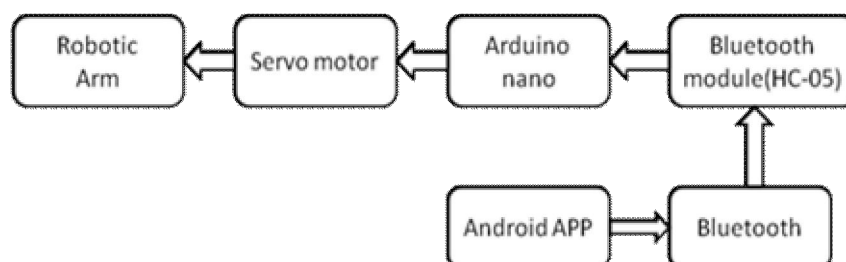 Robotic
Arm
Servo motor
Arduino
nano
Bluetooth
module(HC-05)
Android APP
Bluetooth